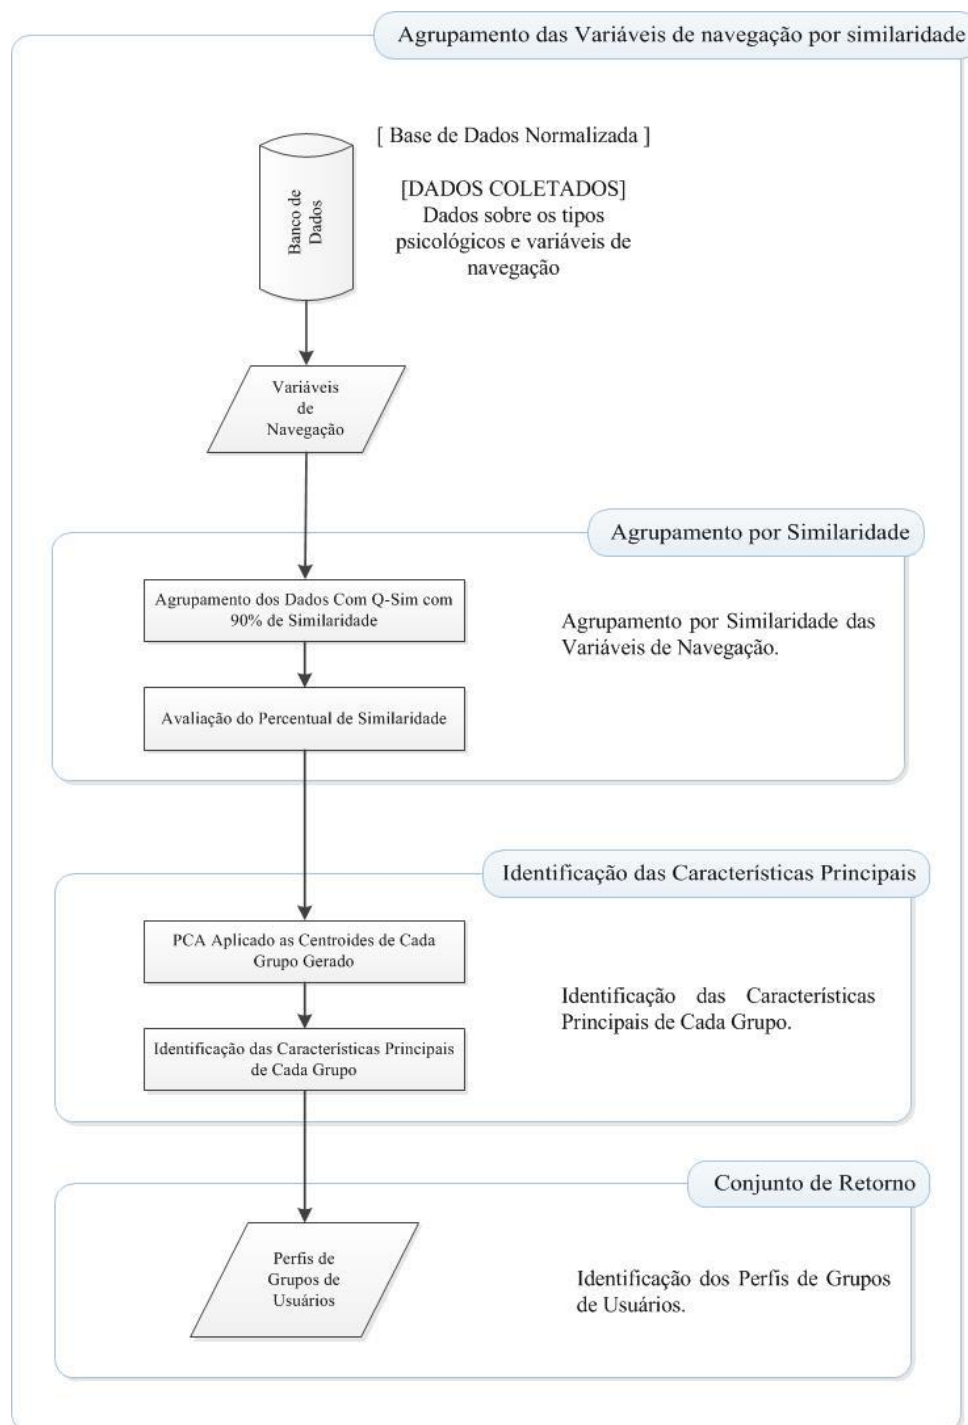 Agrupamento das Variáveis de navegação por similaridade
[ Base de Dados Normalizada ]
[DADOS COLETADOS]
Dados sobre os tipos
psicológicos e variáveis de
navegação
Banco de
Dados
Variáveis
de
Navegação
Agrupamento por Similaridade
Agrupamento dos Dados Com Q-Sim com
90% de Similaridade
Agrupamento por Similaridade das
Variáveis de Navegação.
Avaliação do Percentual de Similaridade
Identificação das Características Principais
PCA Aplicado as Centroides de Cada
Grupo Gerado
Identificação das Características
Principais de Cada Grupo.
Identificação das Características Principais
de Cada Grupo
Conjunto de Retorno
Perfis de
Grupos de
Usuários
Identificação dos Perfis de Grupos
de Usuários.